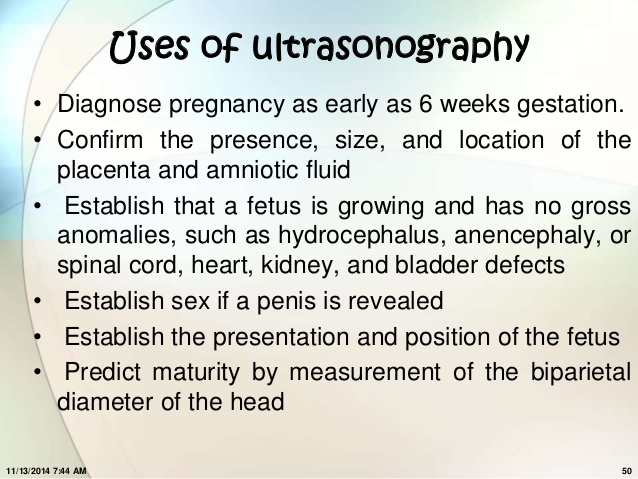 Uses of ultrasonography
• Diagnose pregnancy as early as 6 weeks gestation.
• Confirm the presence, size, and location of the
placenta and amniotic fluid
• Establish that a fetus is growing and has no gross
anomalies, such as hydrocephalus, anencephaly, or
spinal cord, heart, kidney, and bladder defects
• Establish sex if a penis is revealed
• Establish the presentation and position of the fetus
• Predict maturity by measurement of the biparietal
diameter of the head
11/13/2014 7:44 AM
50